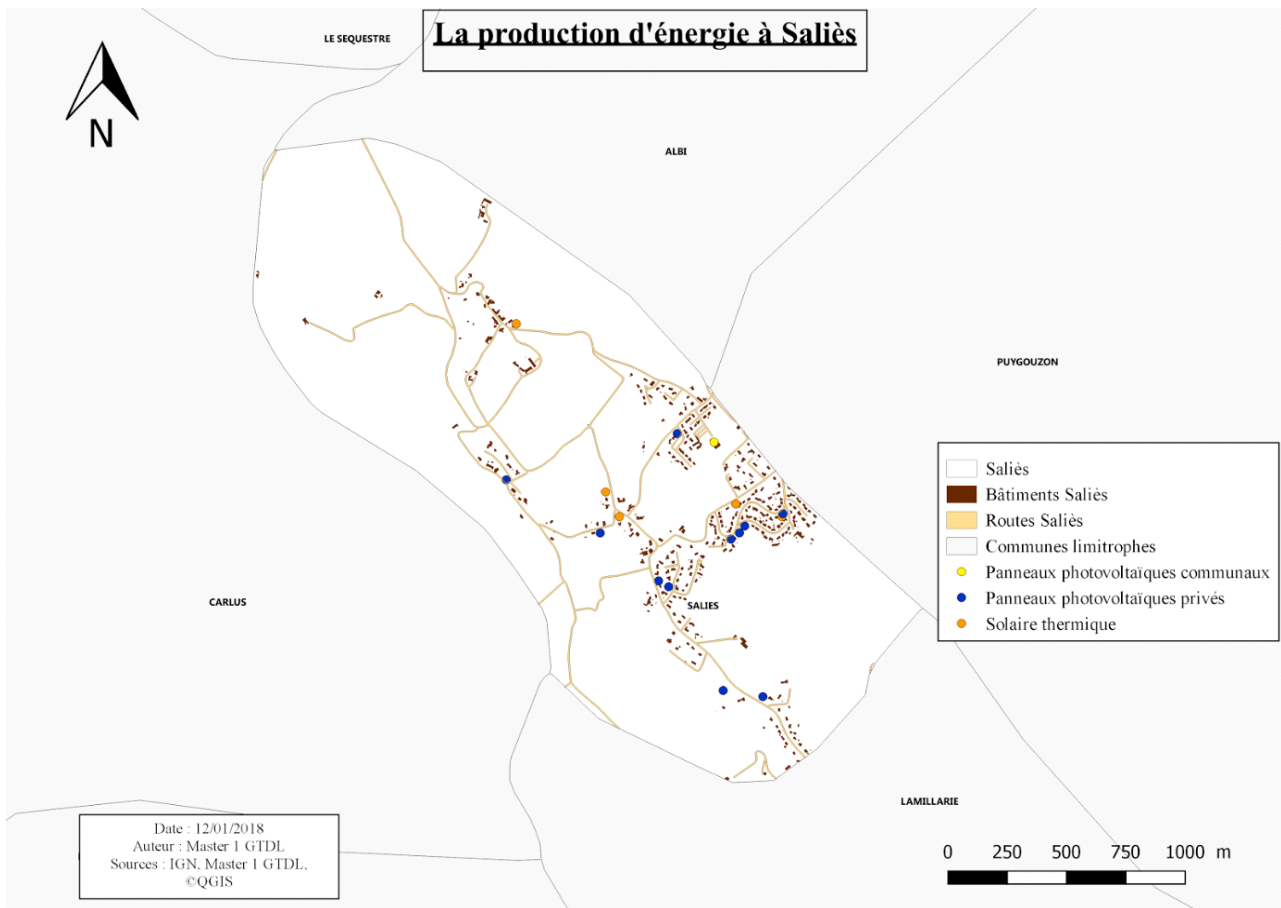 La production d'énergie à Saliès
LE SEQUESTRE
N
ALBI
PUYGOUZON
Saliès
Bâtiments Saliès
Routes Saliès
Communes limitrophes
Panneaux photovoltaïques communaux
Panneaux photovoltaïques privés
Solaire thermique
CARLUS
SALIES
LAMILLARIE
Date : 12/01/2018
Auteur : Master 1 GTDL
Sources : IGN, Master 1 GTDL,
©QGIS
0 250 500 750 1000 m